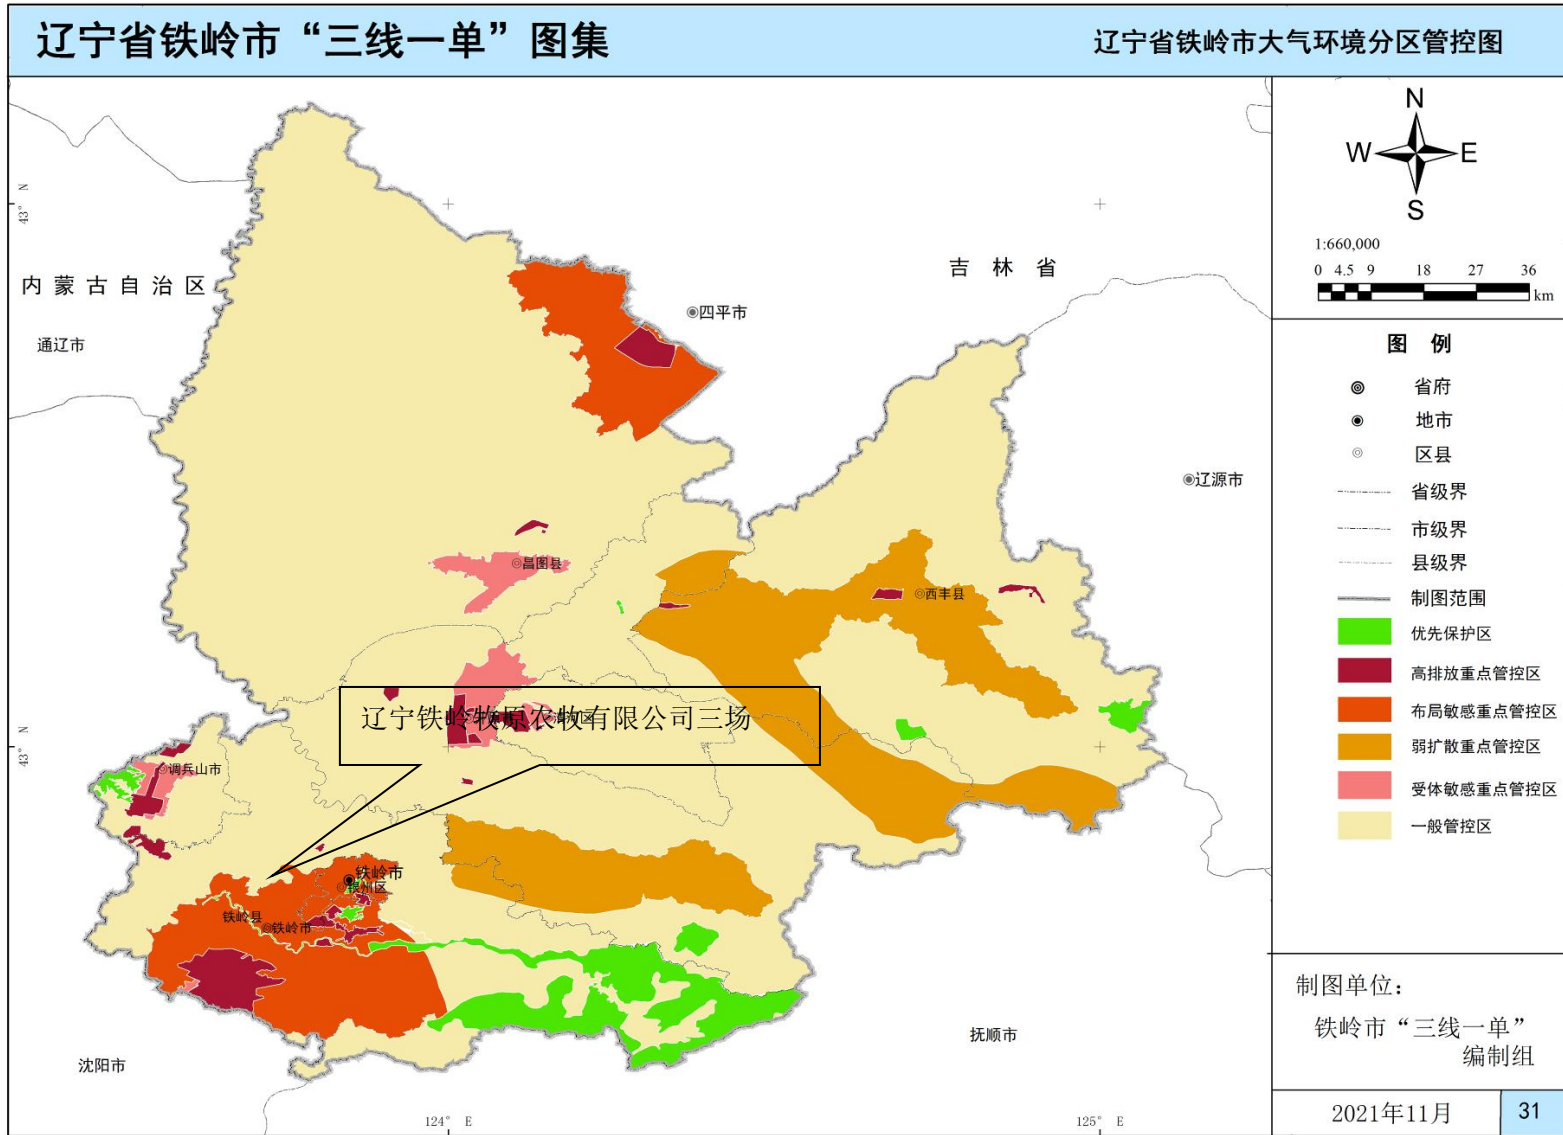 辽宁省铁岭市“三线一单”图集
辽宁省铁岭市大气环境分区管控图
N
W E
S
1:660,000
0 4.5 9 18 27 36
km
43° N
内蒙古自治区
吉林省
四平市
通辽市
辽源市
昌图县
西丰县
辽宁铁岭牧原农牧有限公司三场
43° N
调兵山市
铁岭市
银州区
铁岭县
铁岭市
沈阳市
抚顺市
124° E
125° E
图例
省府
地市
区县
省级界
市级界
县级界
制图范围
优先保护区
高排放重点管控区
布局敏感重点管控区
弱扩散重点管控区
受体敏感重点管控区
一般管控区
制图单位：
铁岭市“三线一单”
编制组
2021年11月
31